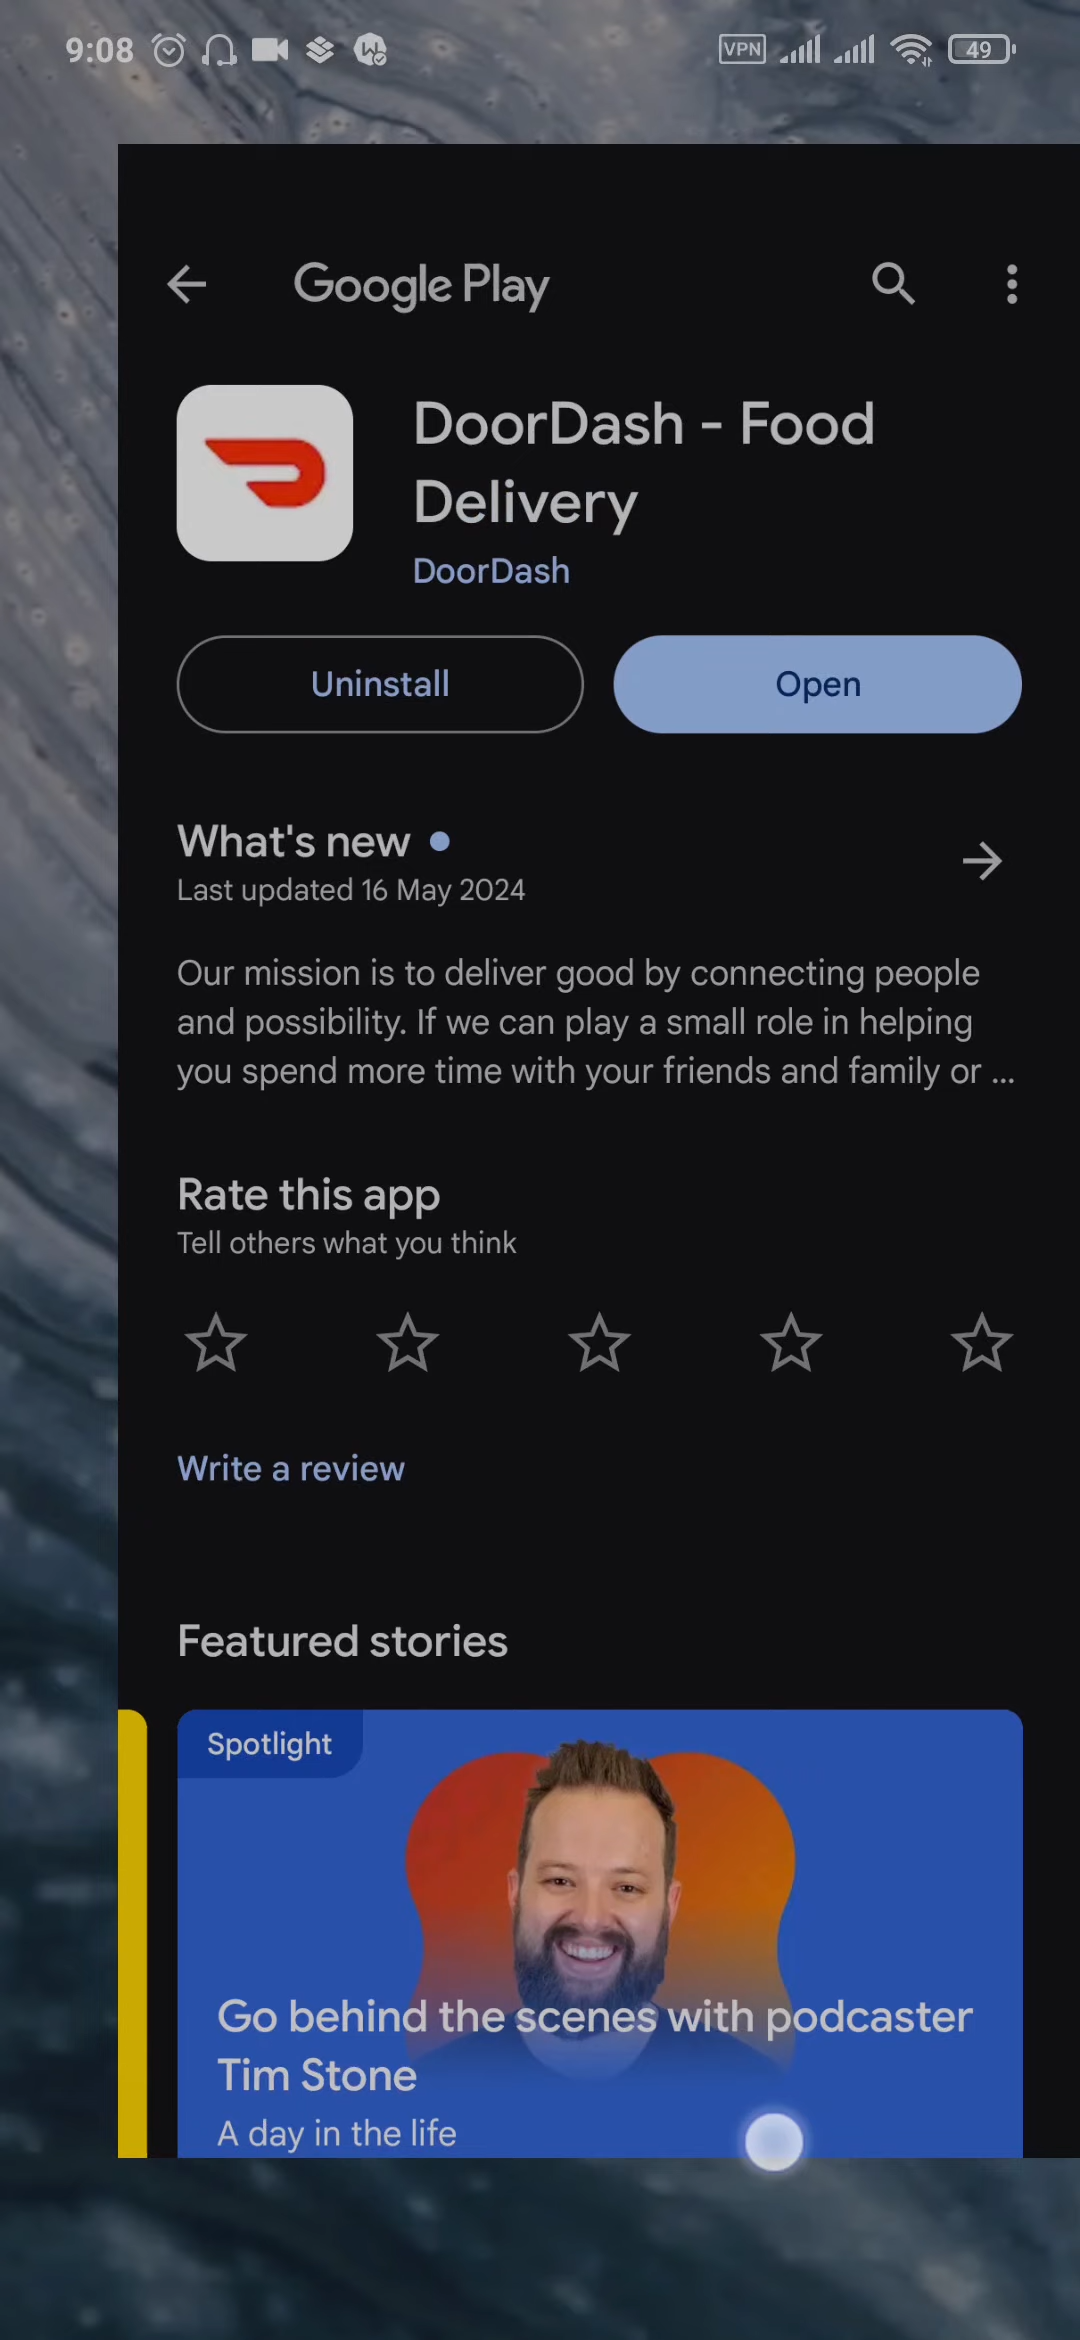 9:08
VPN
49
Google Play
DoorDash - Food
Delivery
DoorDash
Uninstall
Open
What's new
Last updated 16 May 2024
Our mission is to deliver good by connecting people
and possibility. If we can play a small role in helping
you spend more time with your friends and family or ...
Rate this app
Tell others what you think
Write a review
Featured stories
Spotlight
Go behind the scenes with podcaster
Tim Stone
A day in the life